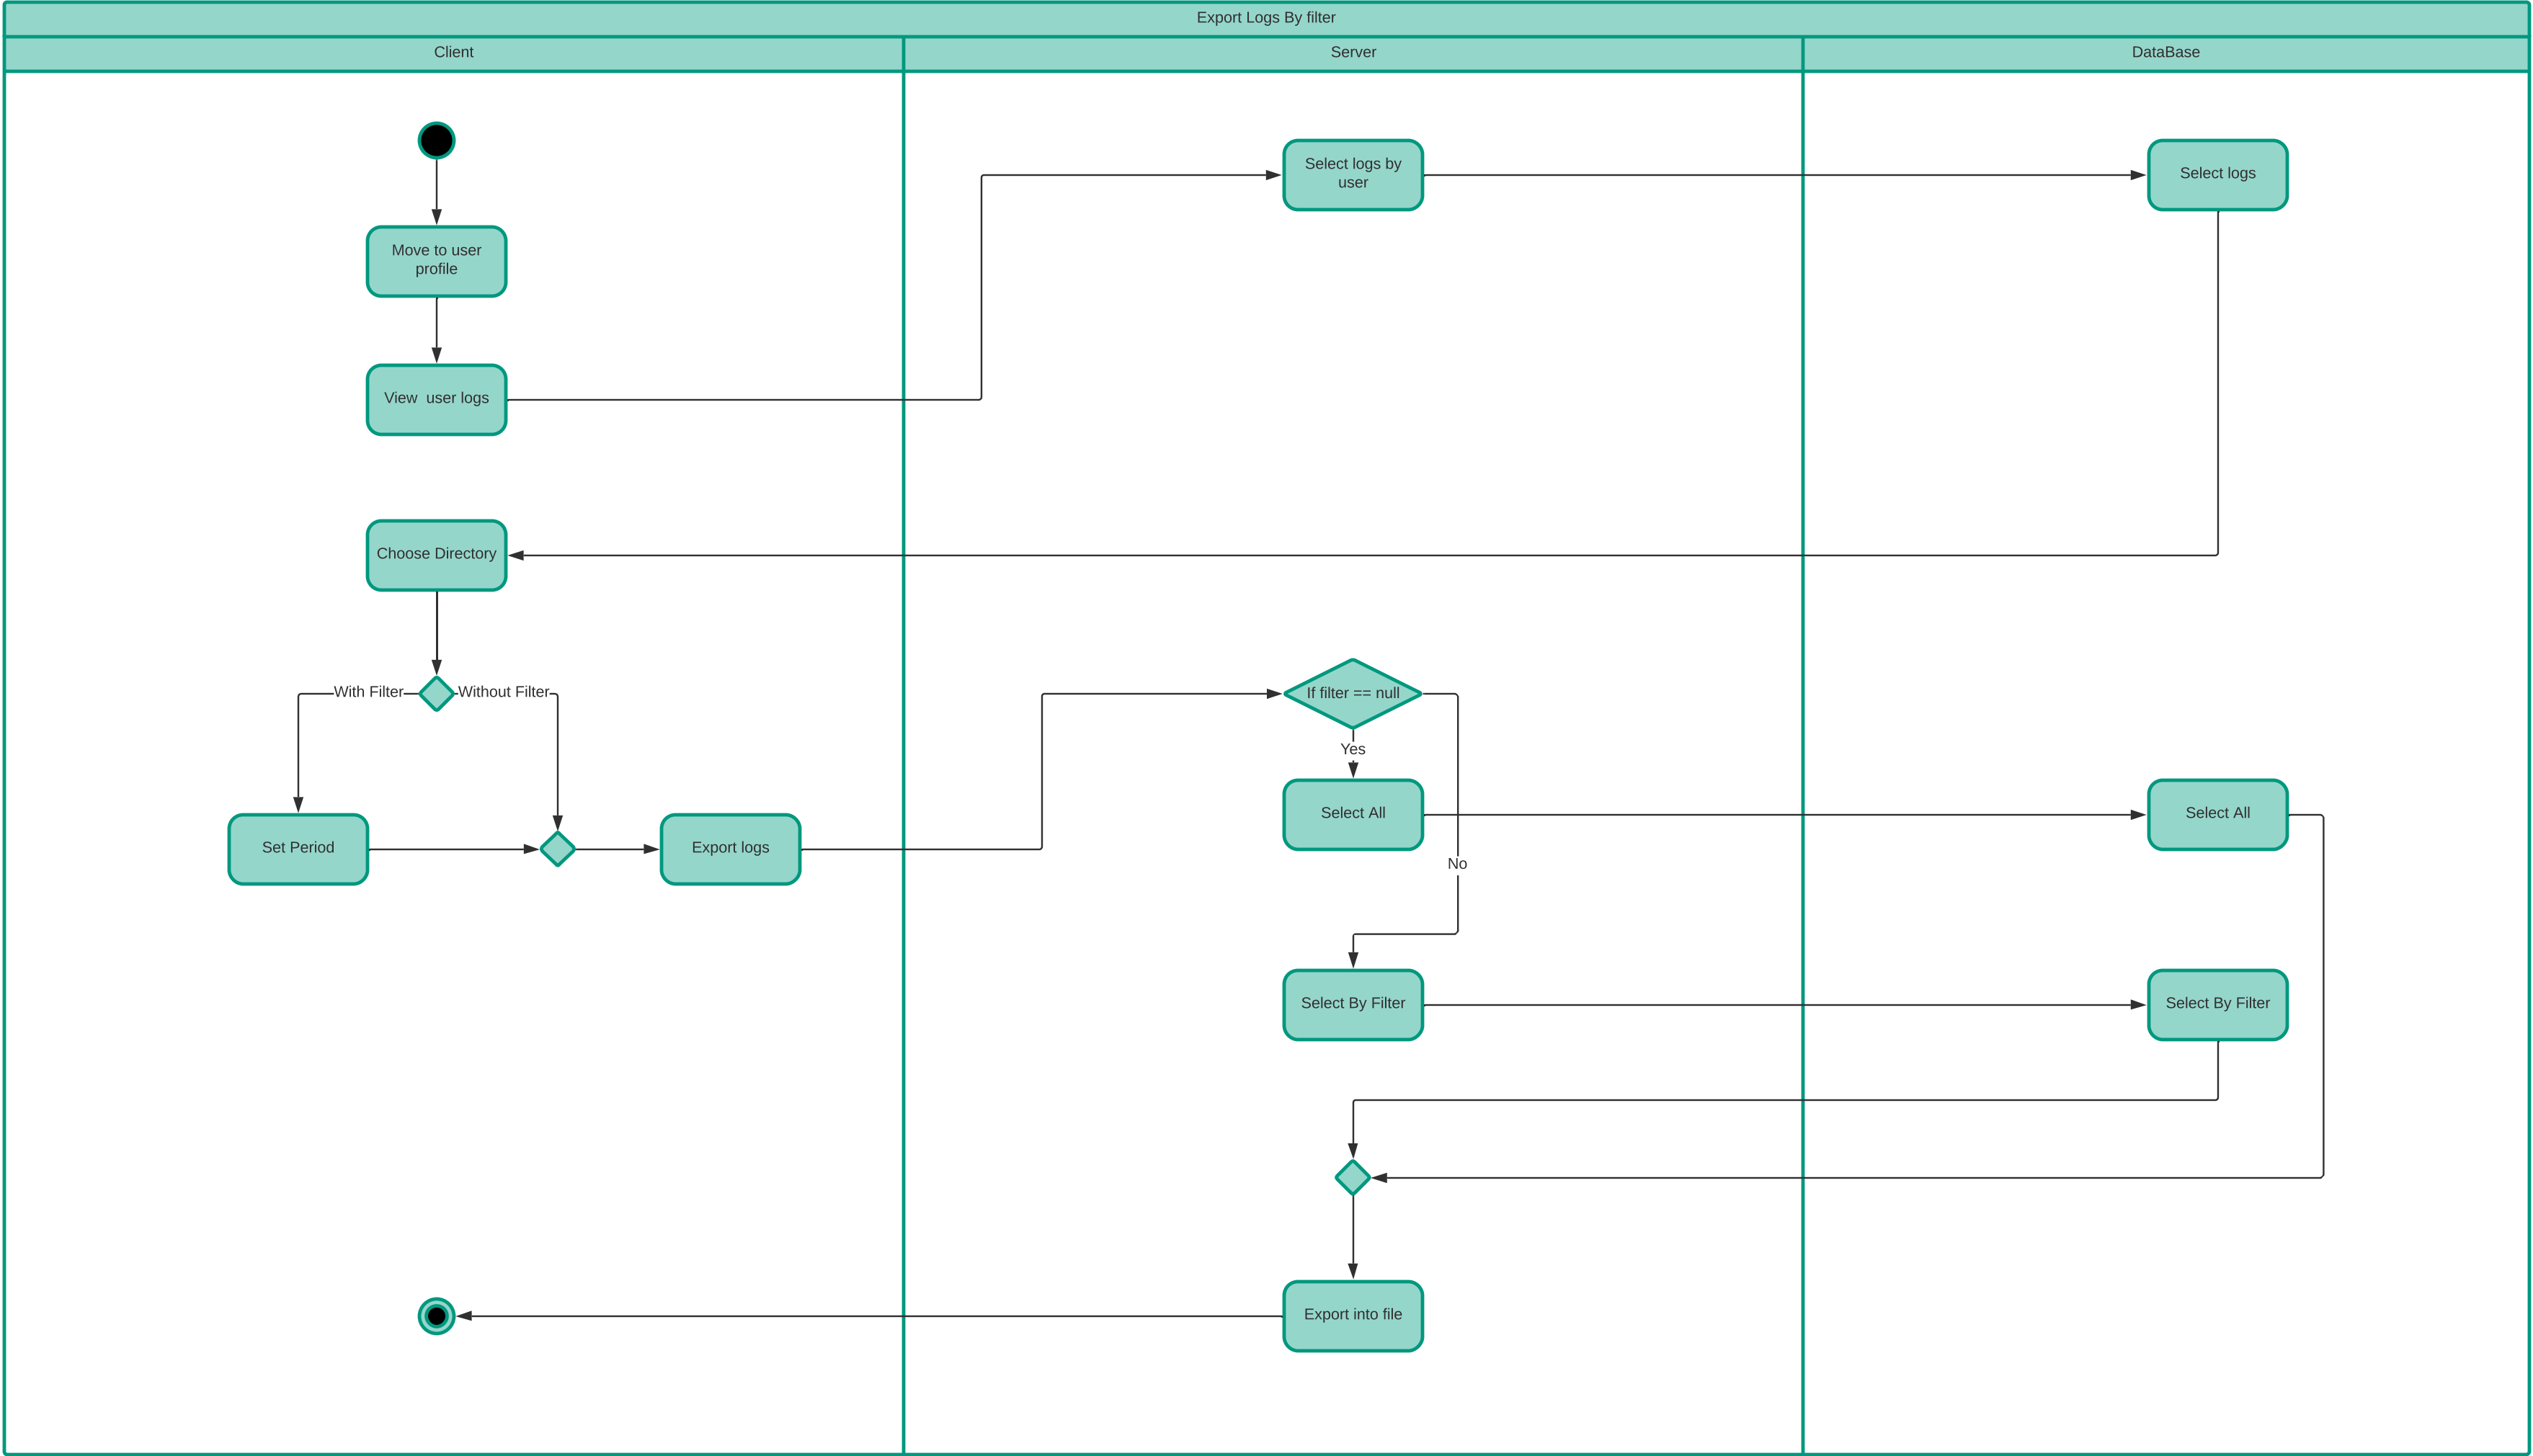 Export Logs By filter
Client
Server
DataBase
Select logs by
user
Select logs
Move to user
profile
View  user logs
Choose Directory
With Filter
Without Filter
If filter == null
Yes
Set Period
Export logs
Select All
Select All
No
Select By Filter
Select By Filter
Export into file